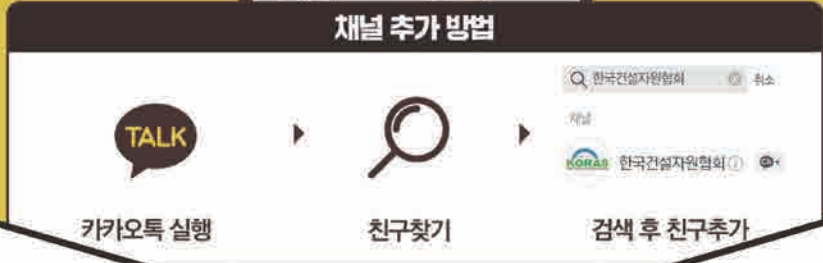 채널 추가 방법
TALK
한국건설자원협회
취소
채널
KORAS 한국건설자원협회
카카오톡 실행
친구찾기
검색 후 친구추가